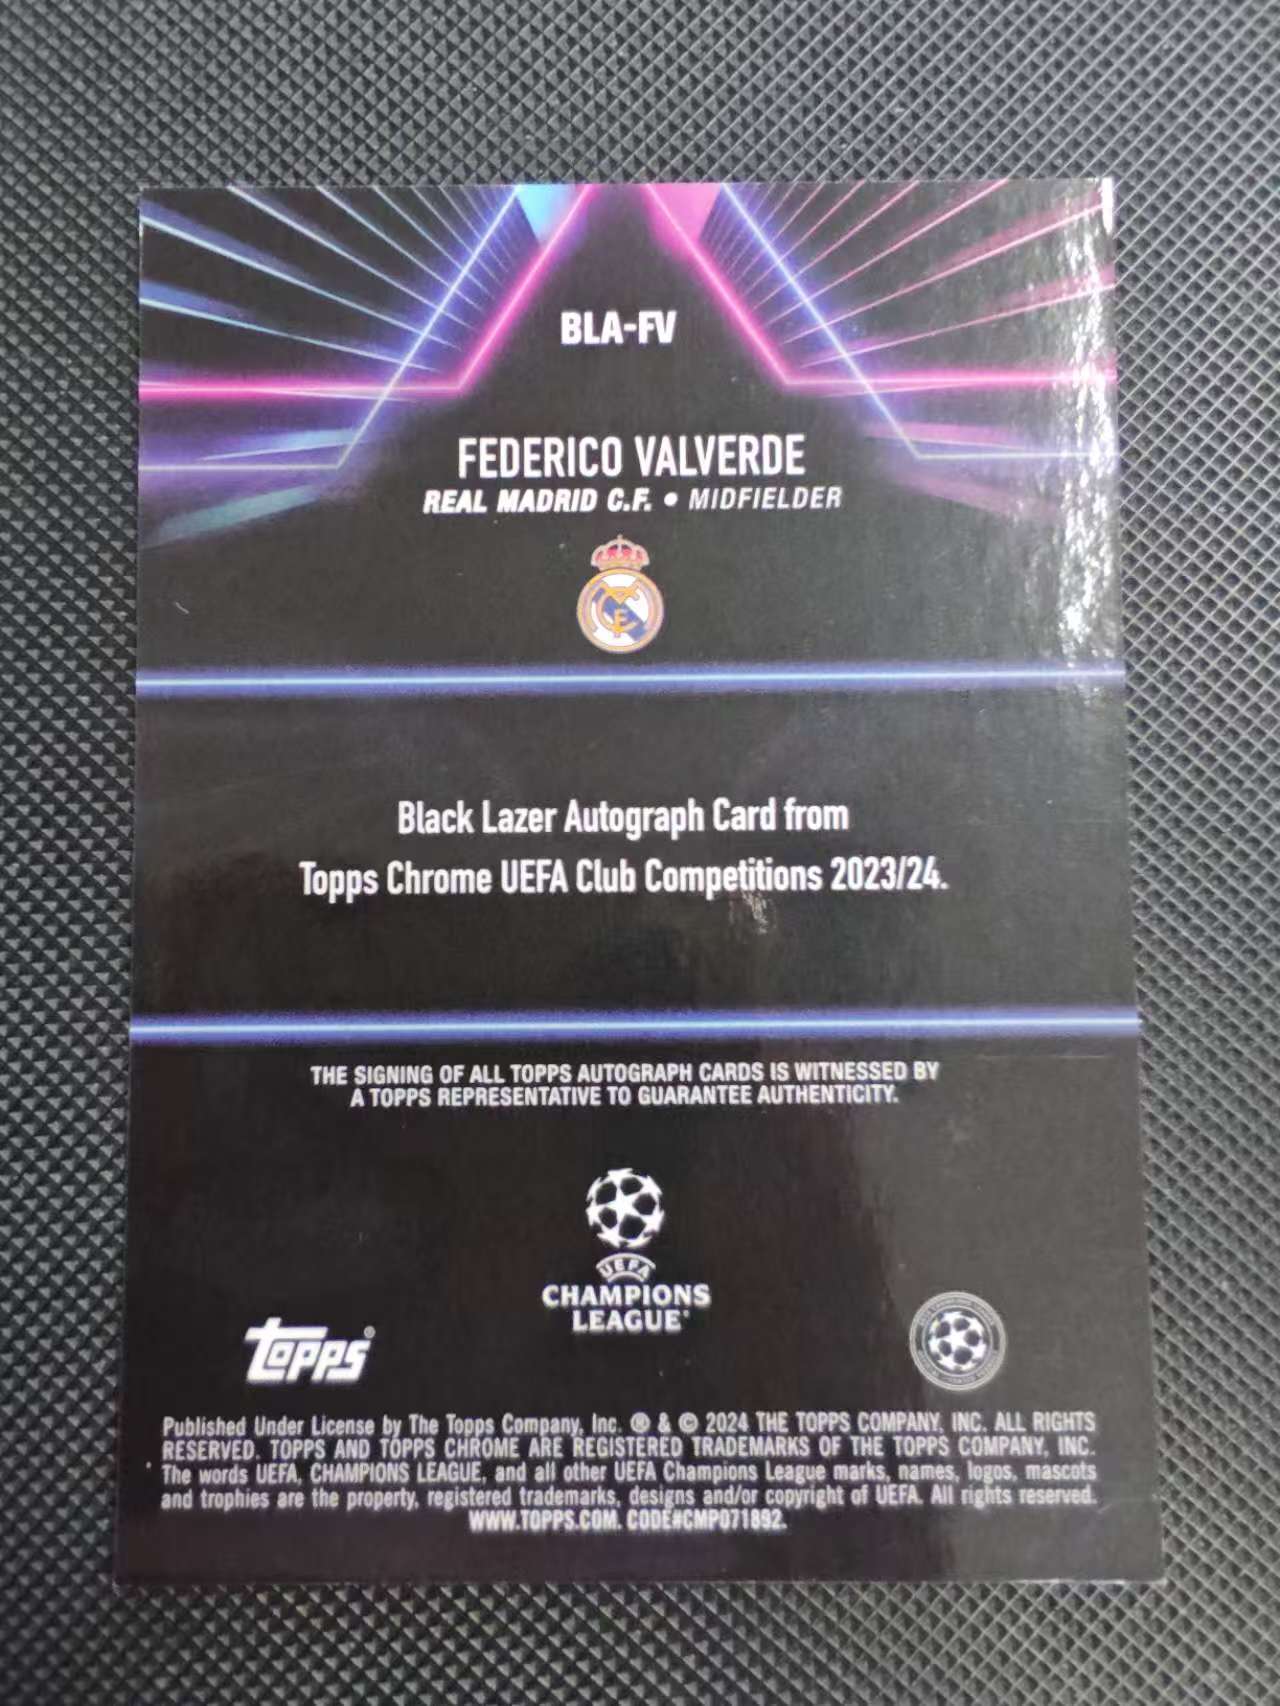 BLA-FV
FEDERICO VALVERDE
REAL MADRID C.F. • MIDFIELDER
Black Lazer Autograph Card from
Topps Chrome UEFA Club Competitions 2023/24.
THE SIGNING OF ALL TOPPS AUTOGRAPH CARDS IS WITNESSED BY
A TOPPS REPRESENTATIVE TO GUARANTEE AUTHENTICITY.
UEFA
CHAMPIONS
LEAGUE®
TOPPS®
Published Under License by The Topps Company, Inc. ® & © 2024 THE TOPPS COMPANY, INC. ALL RIGHTS
RESERVED. TOPPS AND TOPPS CHROME ARE REGISTERED TRADEMARKS OF THE TOPPS COMPANY, INC.
The words UEFA, CHAMPIONS LEAGUE, and all other UEFA Champions League marks, names, logos, mascots
and trophies are the property, registered trademarks, designs and/or copyright of UEFA. All rights reserved.
WWW.TOPPS.COM. CODE#CMP071892.